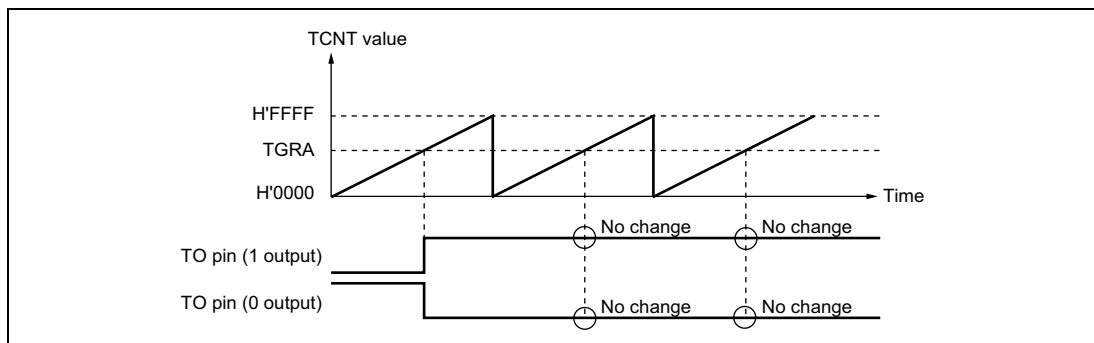 TCNT value
H'FFFF
TGRA
H'0000
Time
No change
No change
TO pin (1 output)
TO pin (0 output)
No change
No change